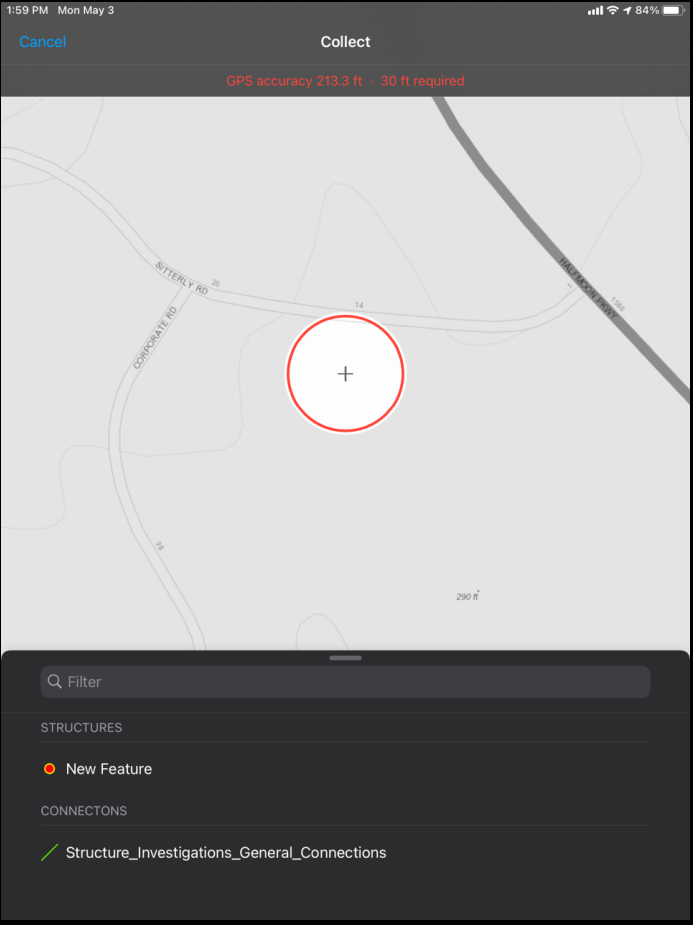 1:59 PM Mon May 3 84%
Cancel Collect
GPS accuracy 213.3 ft · 30 ft required
HALFMOON PKWY
1586
SITTERLY RD
20
14
CORPORATE RD
98
290 ft
Filter
STRUCTURES
New Feature
CONNECTONS
Structure_Investigations_General_Connections